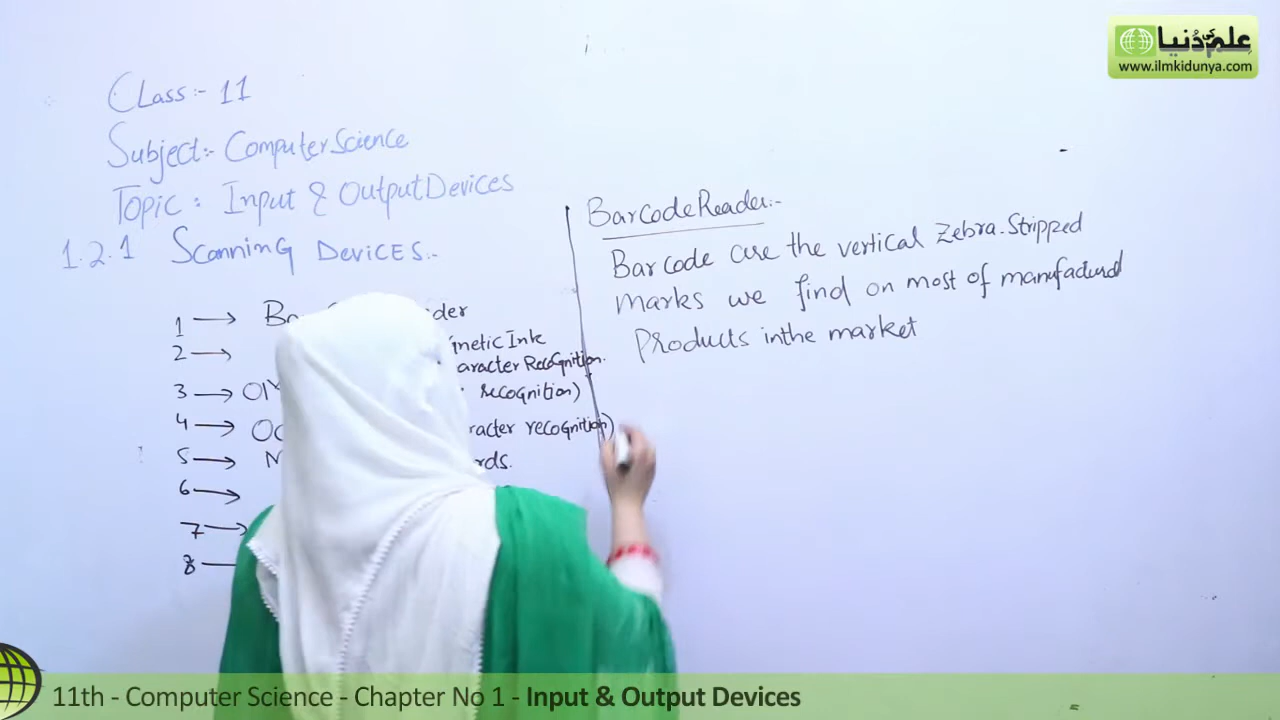 علم کی دُنیا
www.ilmkidunya.com
Class:- 11
Subject:- Computer Science
Topic: Input & Output Devices
1.2.1 Scanning Devices:-
1 → der
2 → netic Ink
aracter Recognition.
3 → recognition)
4 → racter recognition)
5 → rds.
6 →
7 →
8
BarCode Reader:-
Bar code are the vertical Zebra-Stripped
marks we find on most of manufactured
Products in the market
11th - Computer Science - Chapter No 1 - Input & Output Devices